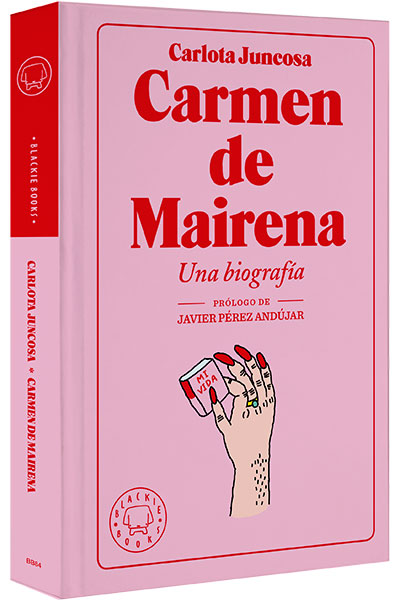 Carlota Juncosa
Carmen
de
Mairena
Una biografía
PRÓLOGO DE
JAVIER PÉREZ ANDÚJAR
MI
VIDA
BLACKIE
BOOKS
* BLACKIE BOOKS *
CARLOTA JUNCOSA * CARMEN DE MAIRENA
BB84